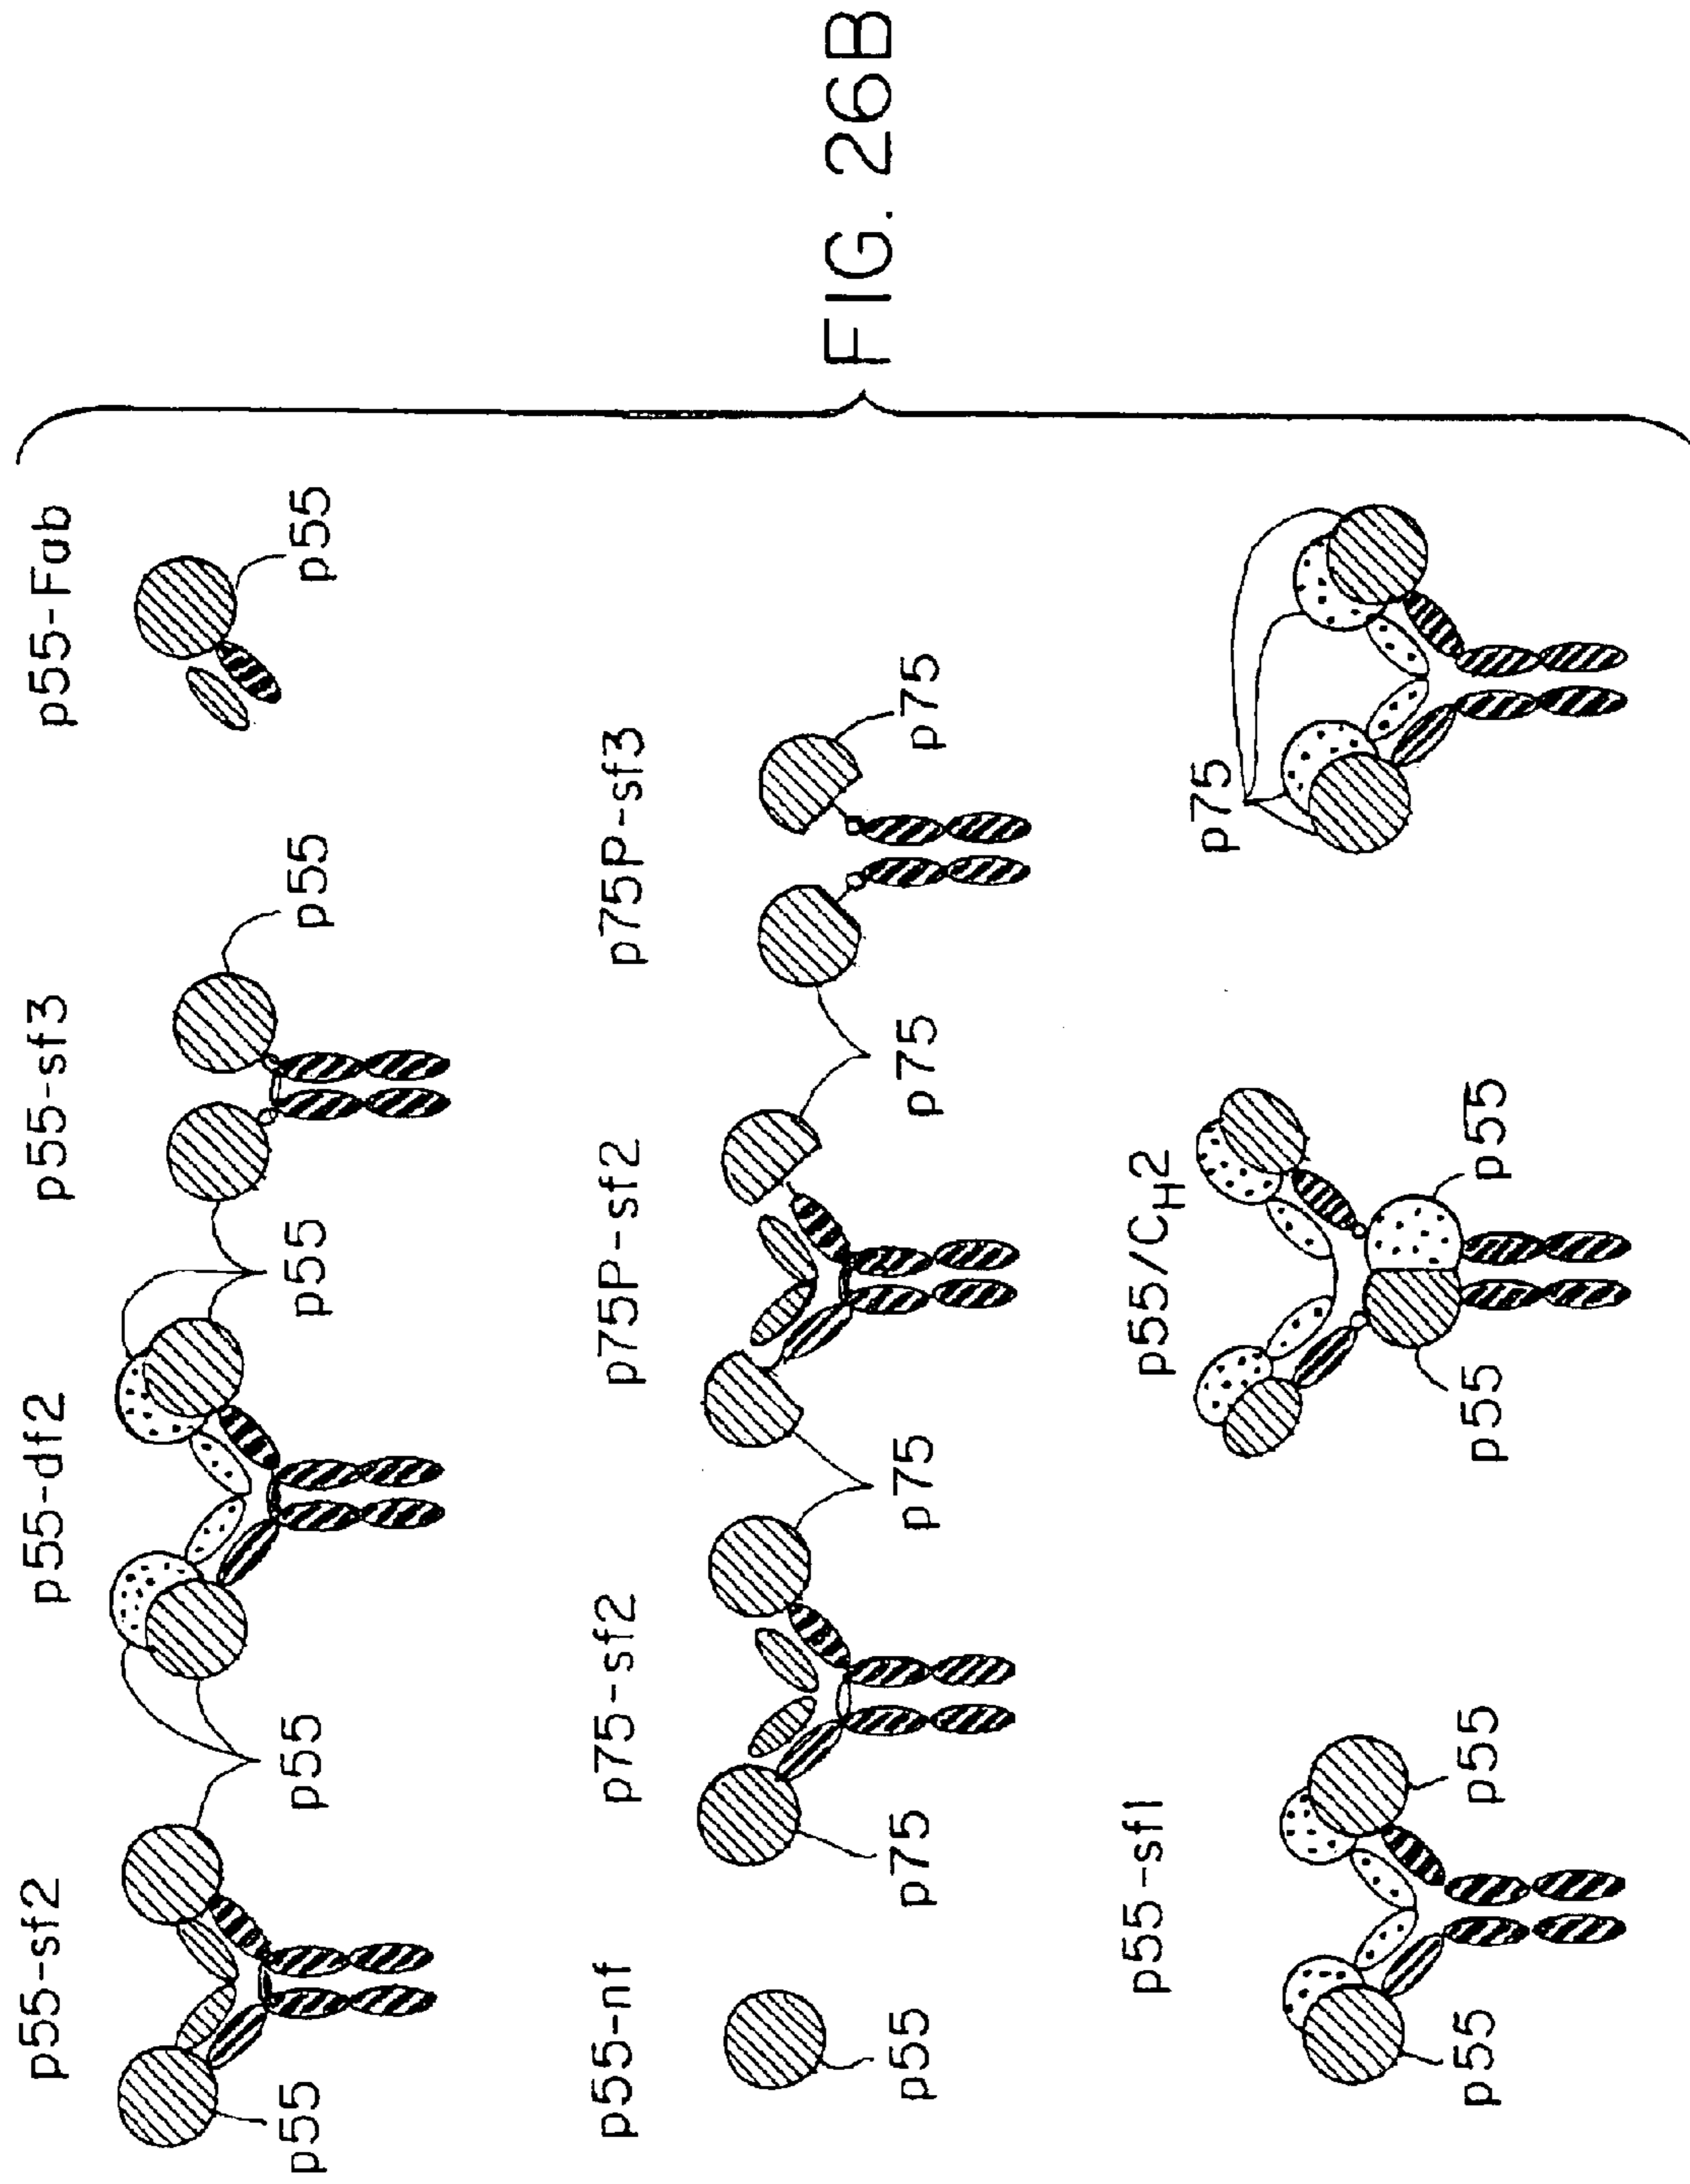 p55-sf2 p55-df2 p55-sf3 p55-Fab
p55 p55 p55 p55 p55
p55-nf p75-sf2 p75P-sf2 p75P-sf3
p55 p75 p75 p75 p75
p55-sf1 p55/CH2 p75
p55 p55 p55 p55
FIG. 26B